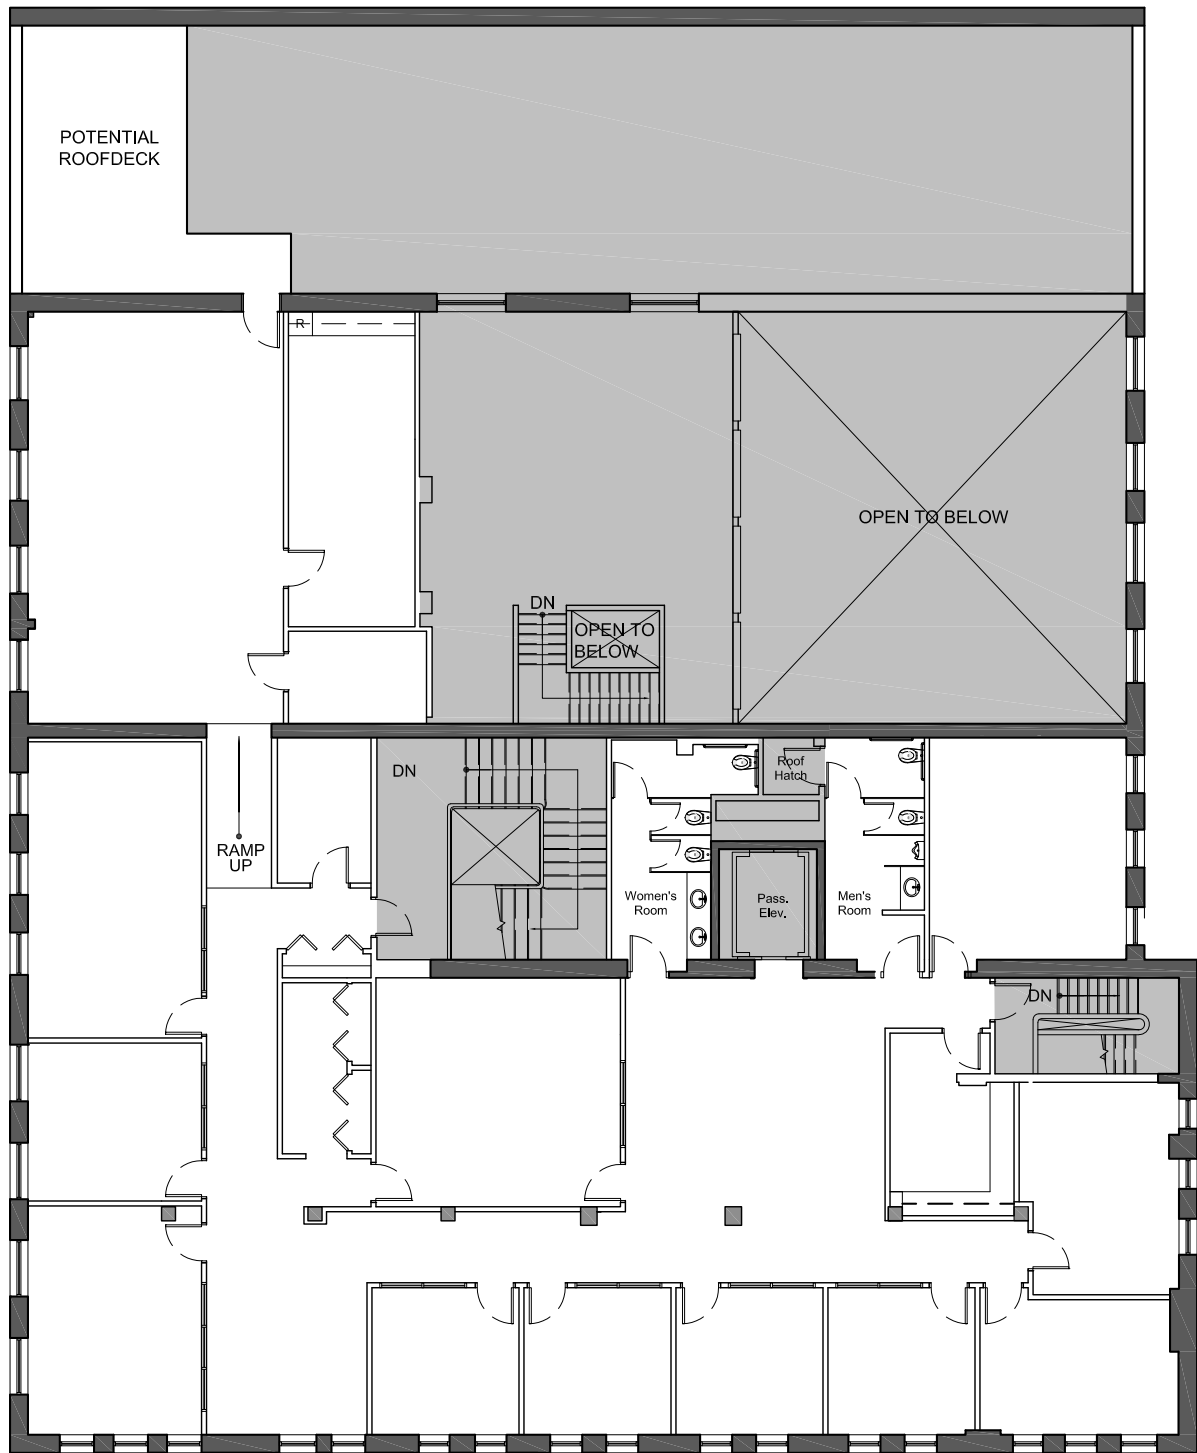 POTENTIAL
ROOFDECK
R
OPEN TO BELOW
DN
OPEN TO
BELOW
DN
Roof
Hatch
RAMP
UP
Women's
Room
Pass.
Elev.
Men's
Room
DN